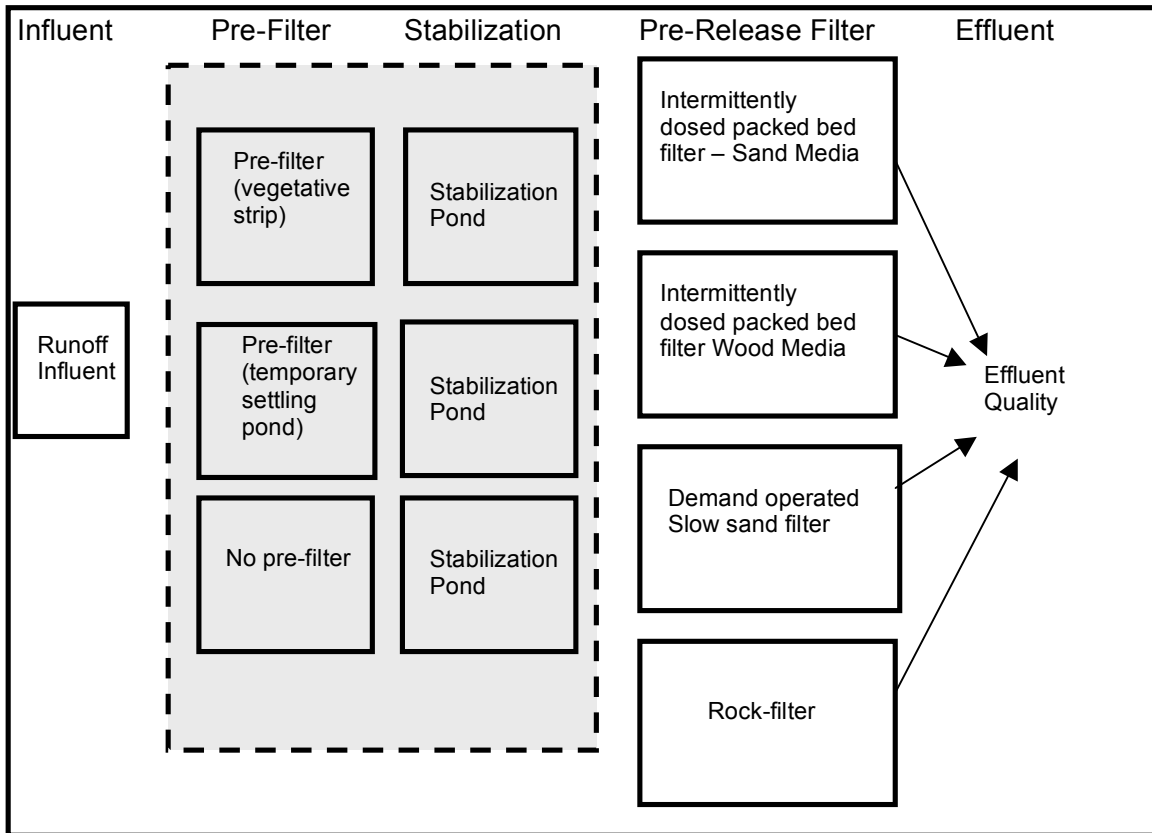 Influent
Pre-Filter
Stabilization
Pre-Release Filter
Effluent
Runoff
Influent
Pre-filter
(vegetative
strip)
Stabilization
Pond
Pre-filter
(temporary
settling
pond)
Stabilization
Pond
No pre-filter
Stabilization
Pond
Intermittently
dosed packed bed
filter – Sand Media
Intermittently
dosed packed bed
filter Wood Media
Demand operated
Slow sand filter
Rock-filter
Effluent
Quality